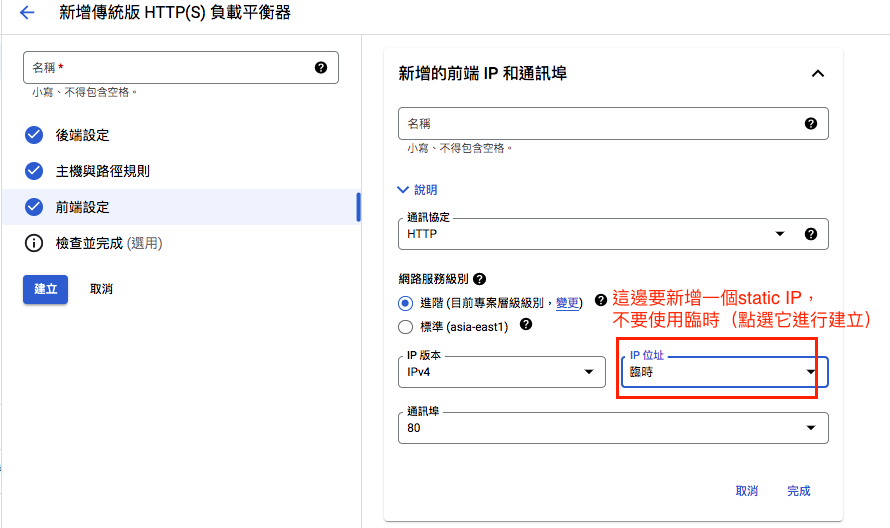 新增傳統版 HTTP(S) 負載平衡器
名稱 *
小寫、不得包含空格。
後端設定
主機與路徑規則
前端設定
檢查並完成 (選用)
建立
取消
新增的前端 IP 和通訊埠
名稱
小寫、不得包含空格。
說明
通訊協定
HTTP
網路服務級別
進階 (目前專案層級級別，變更)
標準 (asia-east1)
這邊要新增一個static IP，
不要使用臨時（點選它進行建立）
IP 版本
IPv4
IP 位址
臨時
通訊埠
80
取消
完成